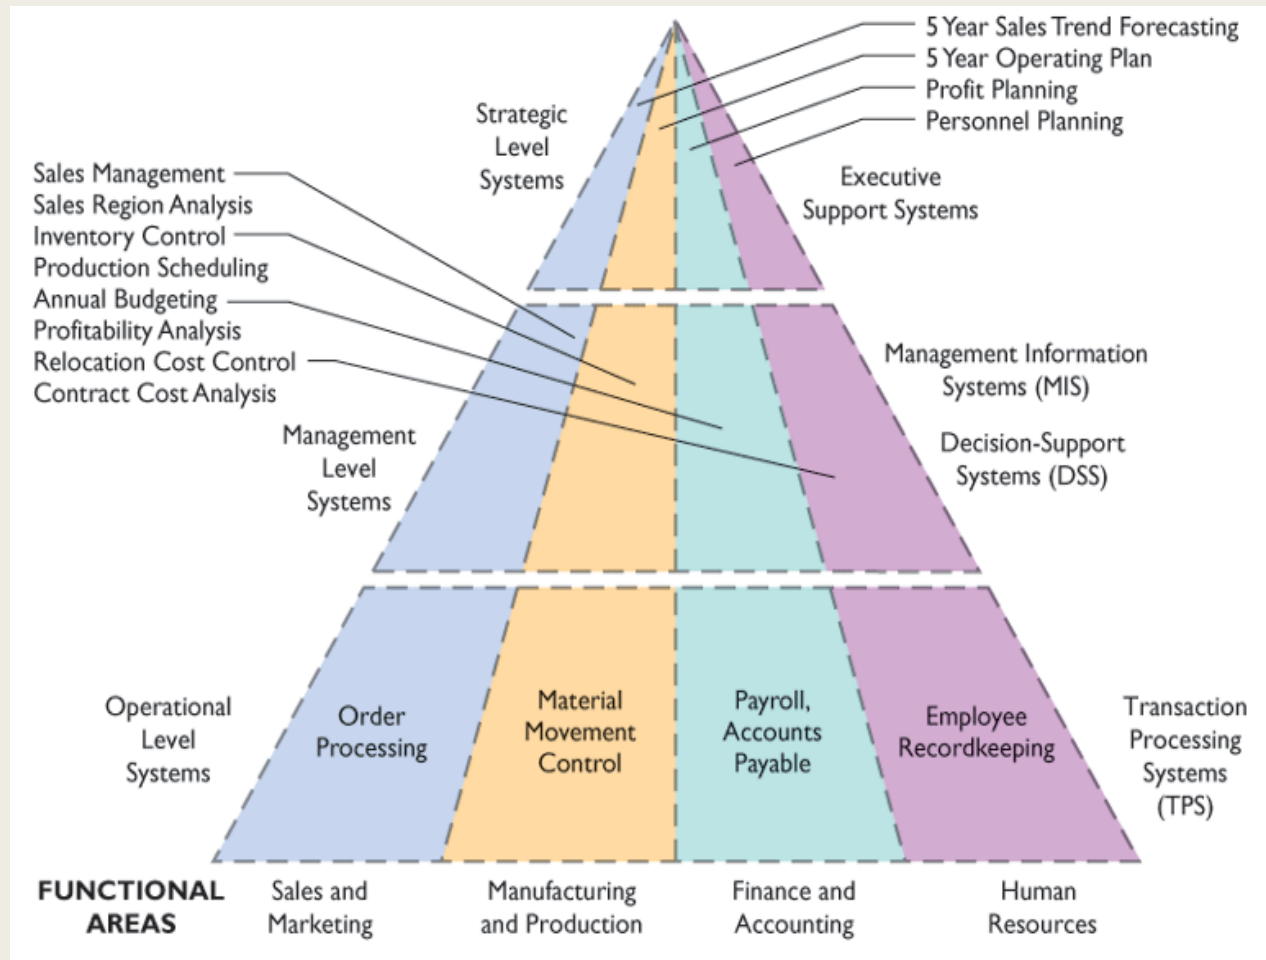 5 Year Sales Trend Forecasting
5 Year Operating Plan
Profit Planning
Personnel Planning
Strategic
Level
Systems
Executive
Support Systems
Sales Management
Sales Region Analysis
Inventory Control
Production Scheduling
Annual Budgeting
Profitability Analysis
Relocation Cost Control
Contract Cost Analysis
Management
Level
Systems
Management Information
Systems (MIS)
Decision-Support
Systems (DSS)
Operational
Level
Systems
Order
Processing
Material
Movement
Control
Payroll,
Accounts
Payable
Employee
Recordkeeping
Transaction
Processing
Systems
(TPS)
FUNCTIONAL
AREAS
Sales and
Marketing
Manufacturing
and Production
Finance and
Accounting
Human
Resources